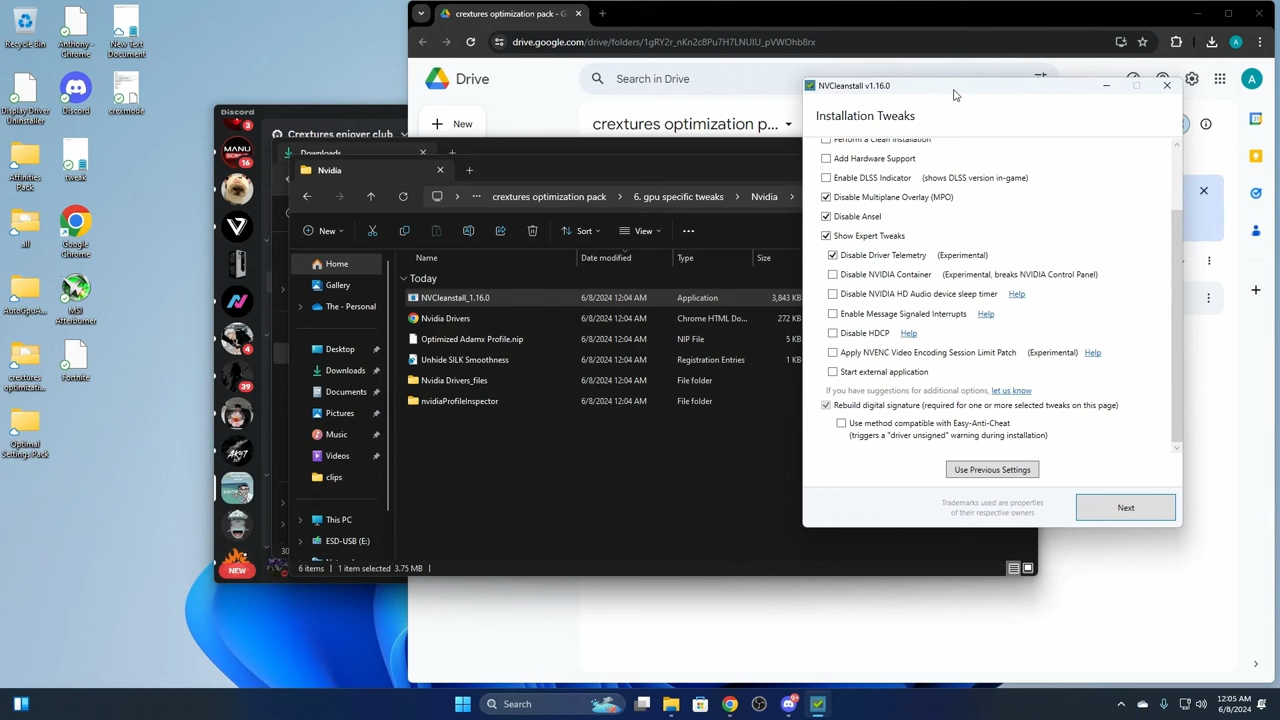 Recycle Bin
Anthony - Chrome
New Text Document
Display Driver Uninstaller
Discord
crexmode
Affinities Pack
tweak
all
Google Chrome
AutoGpuA...
MSI Afterburner
crextures optimizati...
Fortnite
Optimal Settings Pack
Discord
Crextures enjoyer club
3
MANU
16
4
39
NEW
30
Downloads
Nvidia
crextures optimization pack
6. gpu specific tweaks
Nvidia
New
Sort
View
Home
Gallery
The - Personal
Desktop
Downloads
Documents
Pictures
Music
Videos
clips
This PC
ESD-USB (E:)
Name
Date modified
Type
Size
Today
NVCleanstall_1.16.0 6/8/2024 12:04 AM Application 3,843 KB
Nvidia Drivers 6/8/2024 12:04 AM Chrome HTML Do... 272 KB
Optimized Adamx Profile.nip 6/8/2024 12:04 AM NIP File 5 KB
Unhide SILK Smoothness 6/8/2024 12:04 AM Registration Entries 1 KB
Nvidia Drivers_files 6/8/2024 12:04 AM File folder
nvidiaProfileInspector 6/8/2024 12:04 AM File folder
6 items 1 item selected 3.75 MB
crextures optimization pack - G
drive.google.com/drive/folders/1gRY2r_nKn2c8Pu7H7LNUIU_pVWOhb8rx
A
Drive
Search in Drive
A
New
crextures optimization p...
NVCleanstall v1.16.0
Installation Tweaks
Perform a Clean Installation
Add Hardware Support
Enable DLSS Indicator (shows DLSS version in-game)
Disable Multiplane Overlay (MPO)
Disable Ansel
Show Expert Tweaks
Disable Driver Telemetry (Experimental)
Disable NVIDIA Container (Experimental, breaks NVIDIA Control Panel)
Disable NVIDIA HD Audio device sleep timer Help
Enable Message Signaled Interrupts Help
Disable HDCP Help
Apply NVENC Video Encoding Session Limit Patch (Experimental) Help
Start external application
If you have suggestions for additional options, let us know
Rebuild digital signature (required for one or more selected tweaks on this page)
Use method compatible with Easy-Anti-Cheat
(triggers a "driver unsigned" warning during installation)
Use Previous Settings
Trademarks used are properties
of their respective owners
Next
Search
12:05 AM
6/8/2024